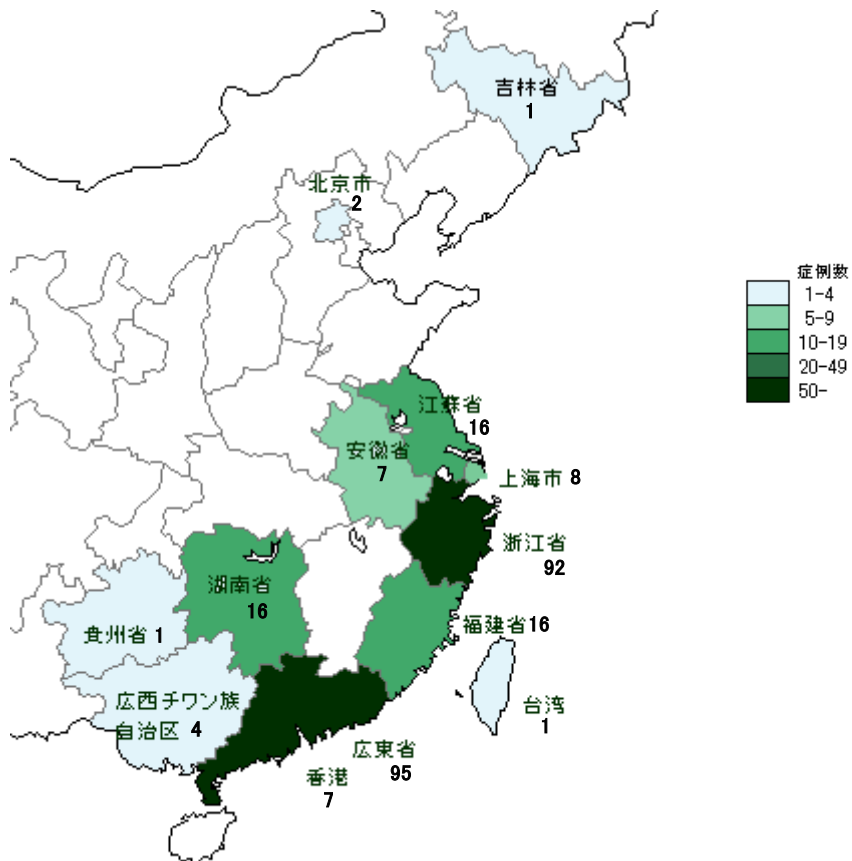 吉林省
1
北京市
2
症例数
1-4
5-9
10-19
20-49
50-
江蘇省
16
安徽省
7
上海市 8
浙江省
92
湖南省
16
福建省 16
貴州省 1
広西チワン族
自治区 4
台湾
1
広東省
95
香港
7